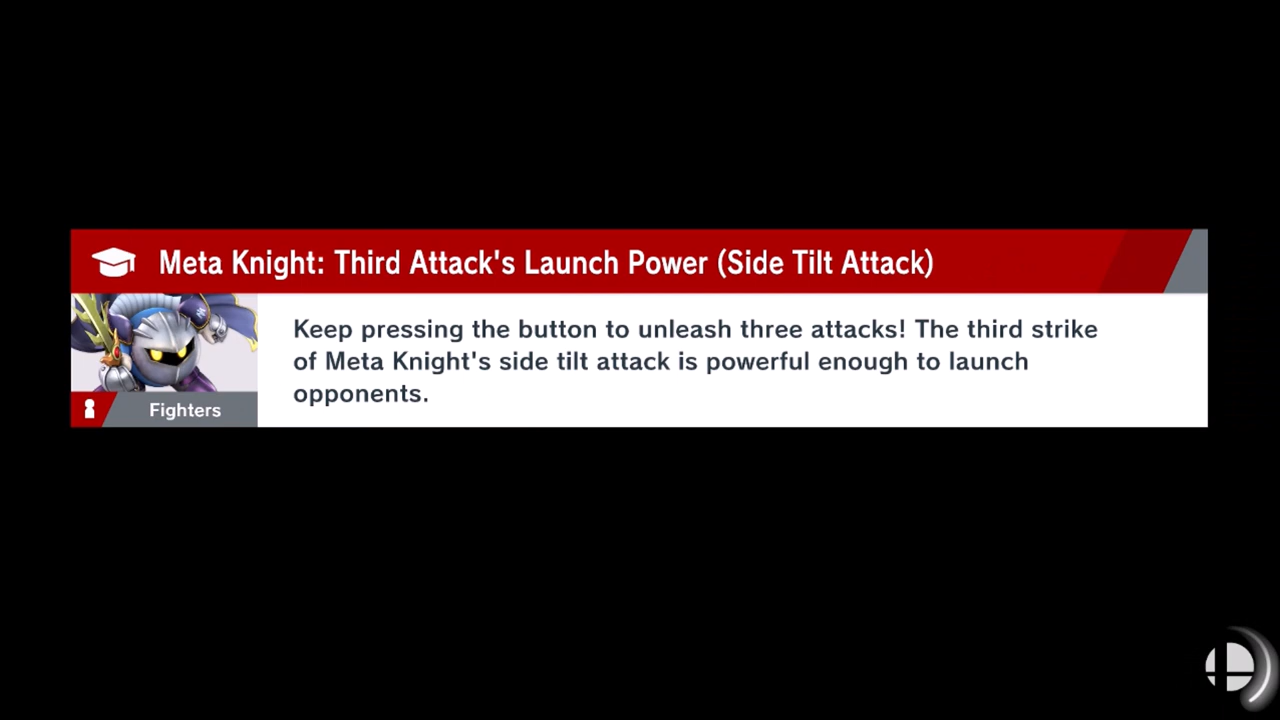 Meta Knight: Third Attack's Launch Power (Side Tilt Attack)
Keep pressing the button to unleash three attacks! The third strike
of Meta Knight's side tilt attack is powerful enough to launch
opponents.
Fighters